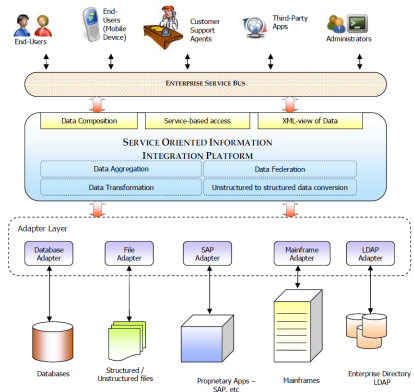 End-Users
End-
Users
(Mobile
Device)
Customer
Support
Agents
Third-Party
Apps
Administrators
ENTERPRISE SERVICE BUS
Data Composition
Service-based access
XML-view of Data
SERVICE ORIENTED INFORMATION
INTEGRATION PLATFORM
Data Aggregation
Data Federation
Data Transformation
Unstructured to structured data conversion
Adapter Layer
Database
Adapter
File
Adapter
SAP
Adapter
Mainframe
Adapter
LDAP
Adapter
Databases
Structured /
Unstructured files
Proprietary Apps –
SAP, etc
Mainframes
Enterprise Directory
LDAP